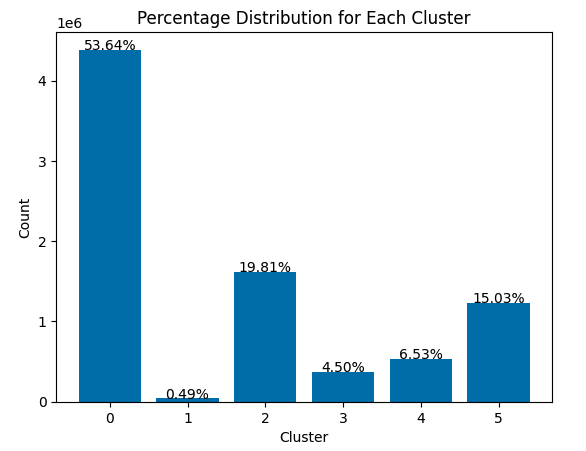 Percentage Distribution for Each Cluster
1e6
53.64%
0.49%
19.81%
4.50%
6.53%
15.03%
4
3
2
1
0
Count
0 1 2 3 4 5
Cluster